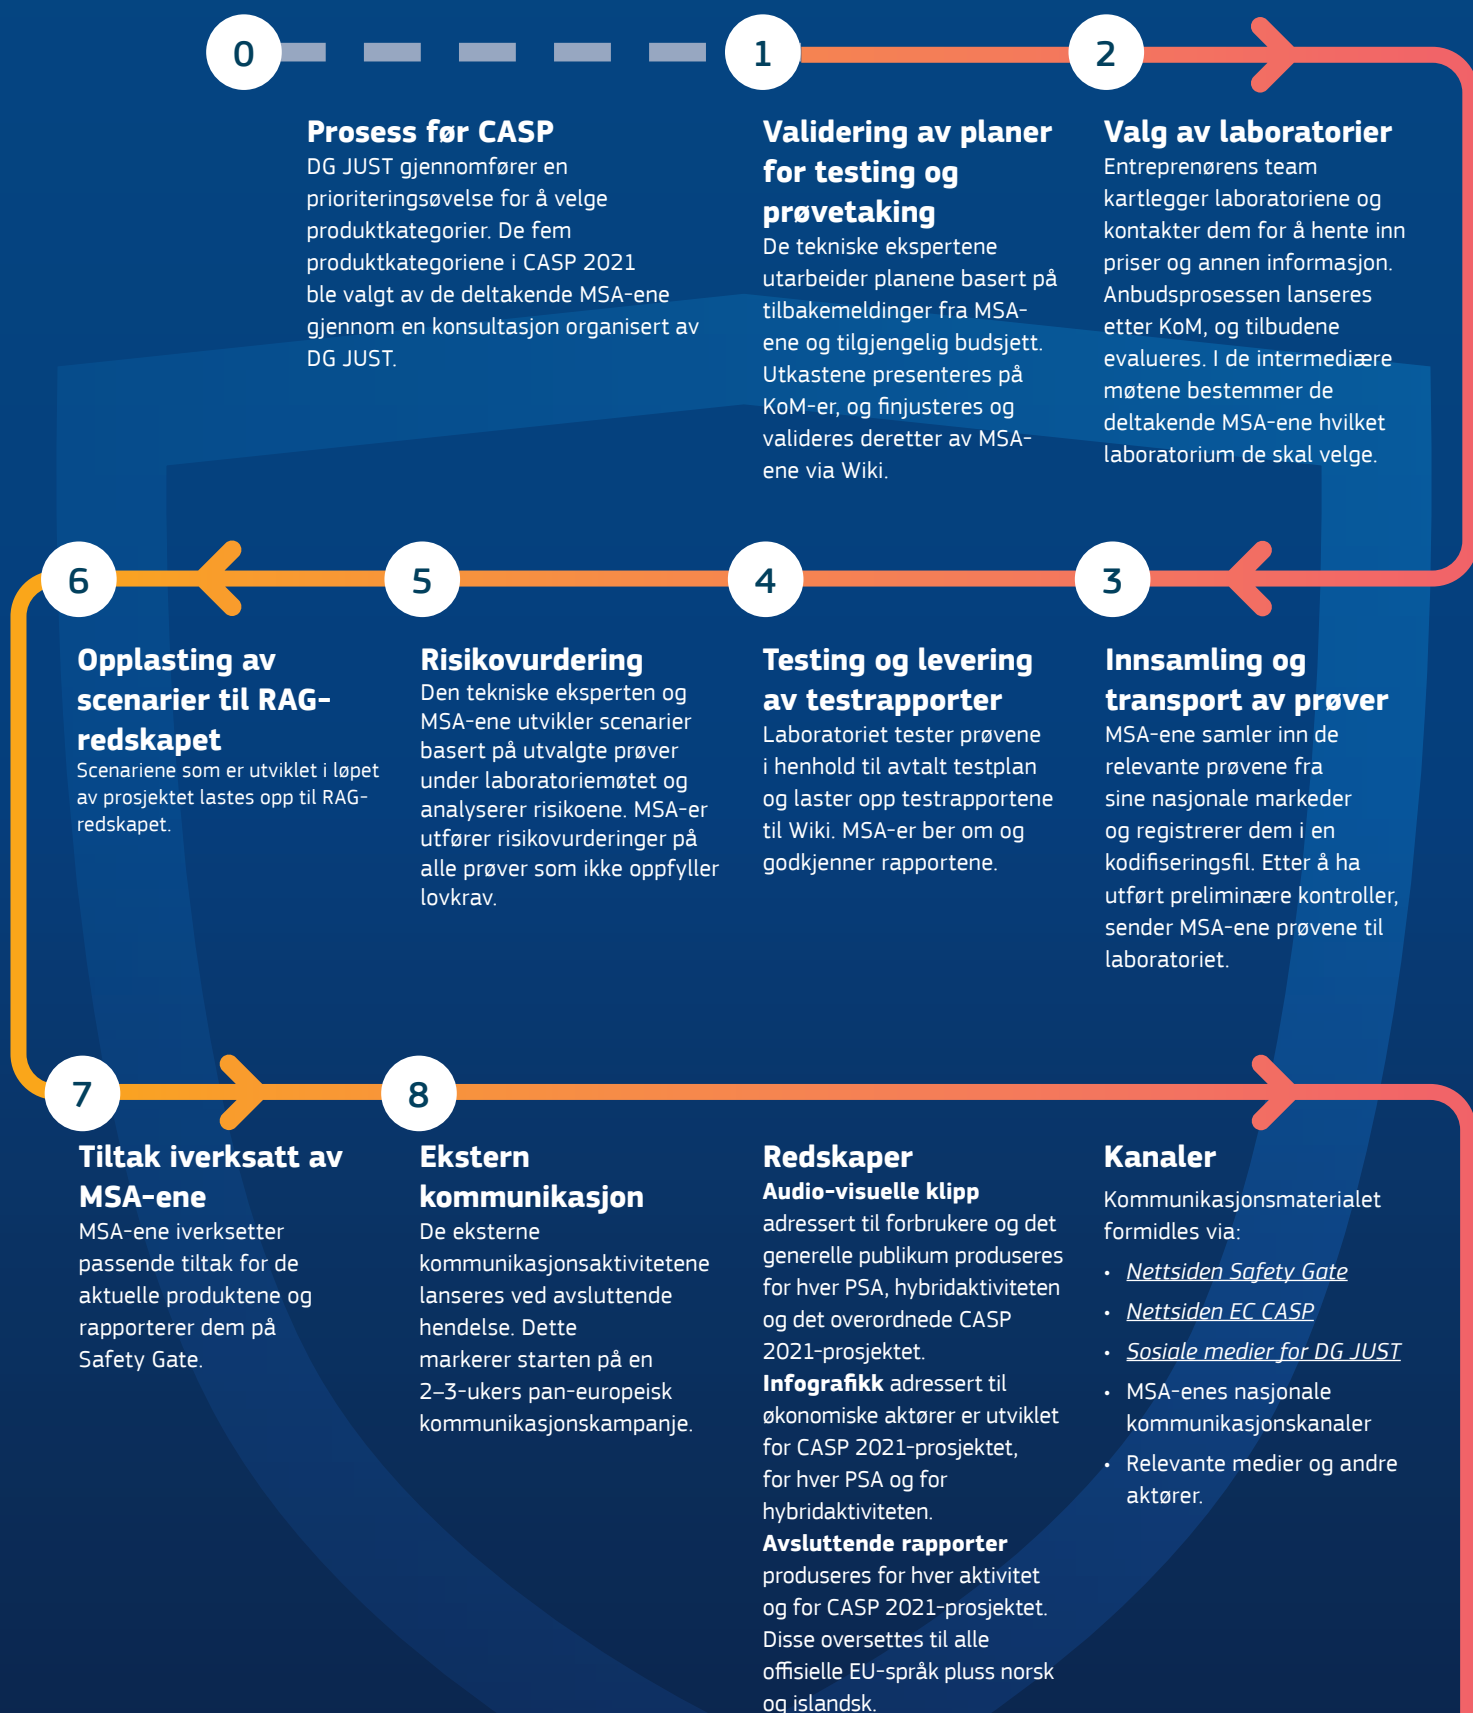 0
Prosess før CASP
DG JUST gjennomfører en
prioriteringsøvelse for å velge
produktkategorier. De fem
produktkategoriene i CASP 2021
ble valgt av de deltakende MSA-ene
gjennom en konsultasjon organisert av
DG JUST.
1
Validering av planer
for testing og
prøvetaking
De tekniske ekspertene
utarbeider planene basert på
tilbakemeldinger fra MSA-
ene og tilgjengelig budsjett.
Utkastene presenteres på
KoM-er, og finjusteres og
valideres deretter av MSA-
ene via Wiki.
2
Valg av laboratorier
Entreprenørens team
kartlegger laboratoriene og
kontakter dem for å hente inn
priser og annen informasjon.
Anbudsprosessen lanseres
etter KoM, og tilbudene
evalueres. I de intermediære
møtene bestemmer de
deltakende MSA-ene hvilket
laboratorium de skal velge.
3
Innsamling og
transport av prøver
MSA-ene samler inn de
relevante prøvene fra
sine nasjonale markeder
og registrerer dem i en
kodifiseringsfil. Etter å ha
utført preliminære kontroller,
sender MSA-ene prøvene til
laboratoriet.
4
Testing og levering
av testrapporter
Laboratoriet tester prøvene
i henhold til avtalt testplan
og laster opp testrapportene
til Wiki. MSA-er ber om og
godkjenner rapportene.
5
Risikovurdering
Den tekniske eksperten og
MSA-ene utvikler scenarier
basert på utvalgte prøver
under laboratoriemøtet og
analyserer risikoene. MSA-er
utfører risikovurderinger på
alle prøver som ikke oppfyller
lovkrav.
6
Opplasting av
scenarier til RAG-
redskapet
Scenariene som er utviklet i løpet
av prosjektet lastes opp til RAG-
redskapet.
7
Tiltak iverksatt av
MSA-ene
MSA-ene iverksetter
passende tiltak for de
aktuelle produktene og
rapporterer dem på
Safety Gate.
8
Ekstern
kommunikasjon
De eksterne
kommunikasjonsaktivitetene
lanseres ved avsluttende
hendelse. Dette
markerer starten på en
2–3-ukers pan-europeisk
kommunikasjonskampanje.
Redskaper
Audio-visuelle klipp
adressert til forbrukere og det
generelle publikum produseres
for hver PSA, hybridaktiviteten
og det overordnede CASP
2021-prosjektet.
Infografikk adressert til
økonomiske aktører er utviklet
for CASP 2021-prosjektet,
for hver PSA og for
hybridaktiviteten.
Avsluttende rapporter
produseres for hver aktivitet
og for CASP 2021-prosjektet.
Disse oversettes til alle
offisielle EU-språk pluss norsk
og islandsk.
Kanaler
Kommunikasjonsmaterialet
formidles via:
• Nettsiden Safety Gate
• Nettsiden EC CASP
• Sosiale medier for DG JUST
• MSA-enes nasjonale
kommunikasjonskanaler
• Relevante medier og andre
aktører.